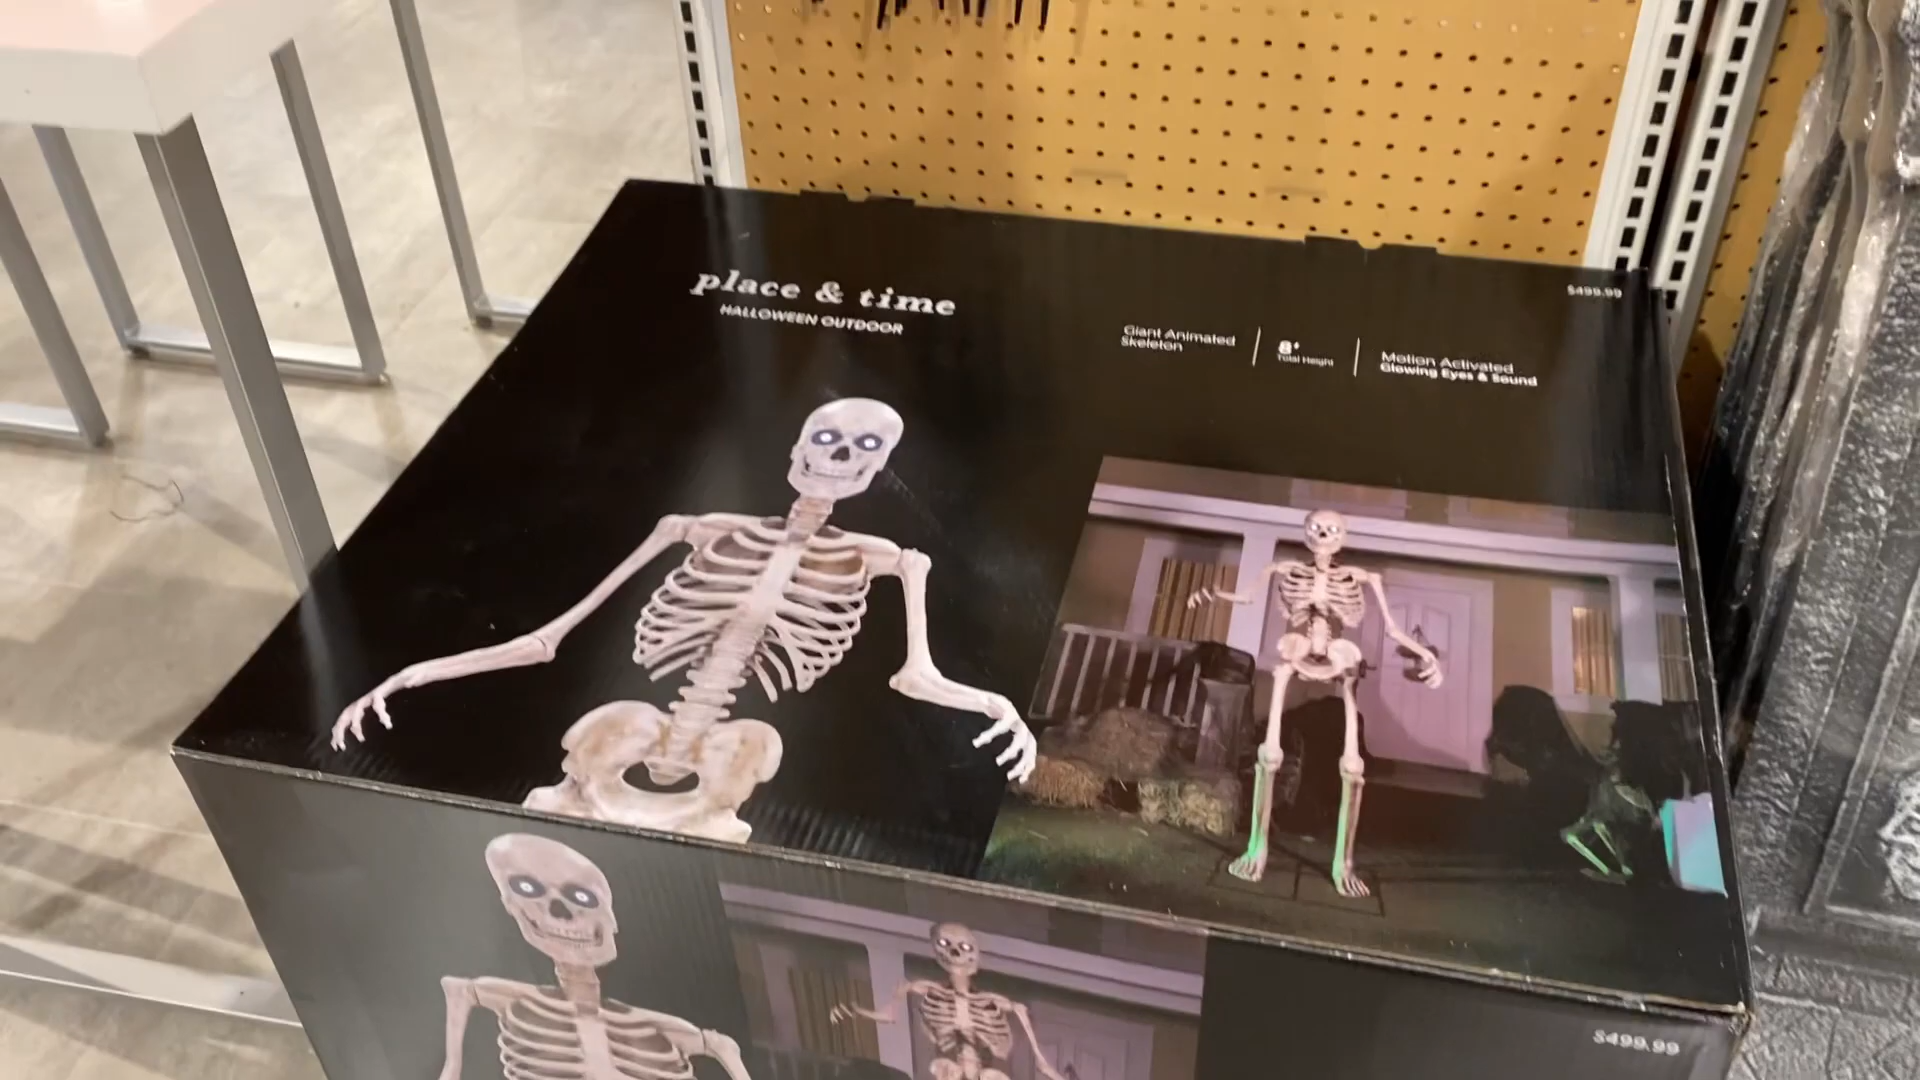 place & time
HALLOWEEN OUTDOOR
$499.99
Giant Animated
Skeleton
8'
Total Height
Motion Activated
Glowing Eyes & Sound
$499.99